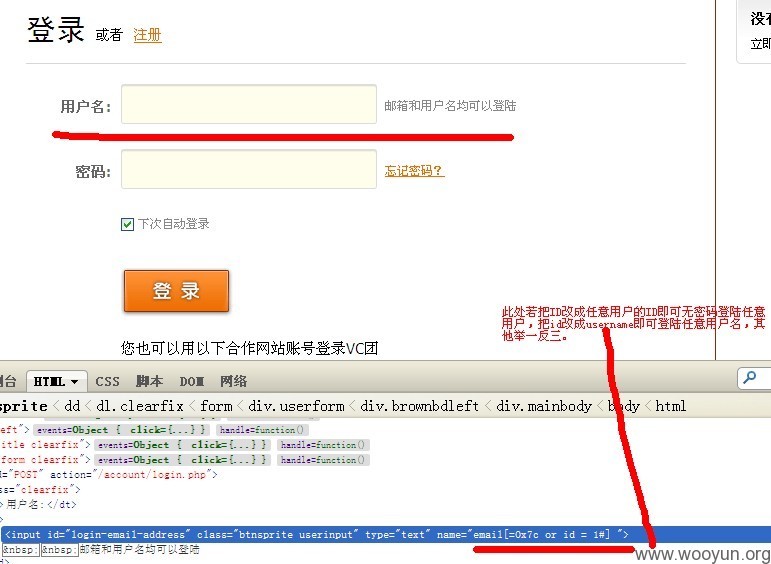 登录 或者 注册
没有
立即
用户名: 邮箱和用户名均可以登陆
密码: 忘记密码?
下次自动登录
登 录
您也可以用以下合作网站账号登录VC团
此处若把ID改成任意用户的ID即可无密码登陆任意
用户,把id改成username即可登陆任意用户名,其
他举一反三。
台 HTML CSS 脚本 DOM 网络
sprite < dd < dl.clearfix < form < div.userform < div.brownbdleft < div.mainbody < body < html
eft"> events=Object { click={...} } handle=function()
title clearfix"> events=Object { click={...} } handle=function()
form clearfix"> events=Object { click={...} } handle=function()
d="POST" action="/account/login.php">
ss="clearfix">
>用户名:</dt>
>
<input id="login-email-address" class="btnsprite userinput" type="text" name="email[=0x7c or id = 1#] ">
&nbsp;&nbsp;邮箱和用户名均可以登陆
d>
www.wooyun.org